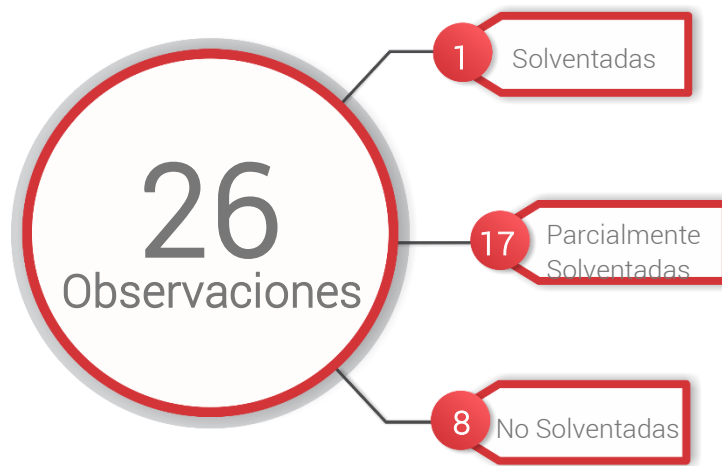 26
Observaciones
1
Solventadas
17
Parcialmente
Solventadas
8
No Solventadas